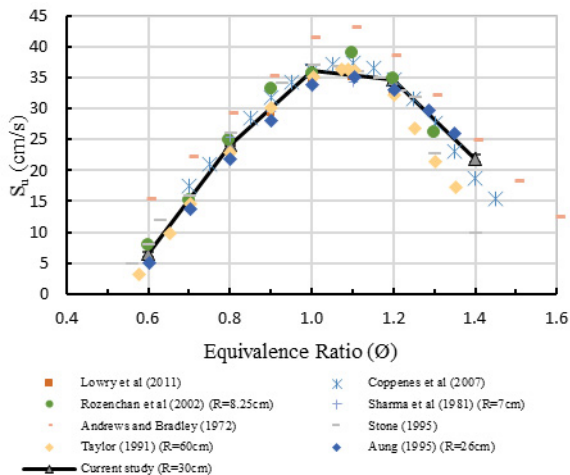 45
40
35
30
25
20
15
10
5
0
Su (cm/s)
0.4 0.6 0.8 1.0 1.2 1.4 1.6
Equivalence Ratio (Ø)
Lowry et al (2011) Coppenes et al (2007)
Rozenchan et al (2002) (R=8.25cm) Sharma et al (1981) (R=7cm)
Andrews and Bradley (1972) Stone (1995)
Taylor (1991) (R=60cm) Aung (1995) (R=26cm)
Current study (R=30cm)